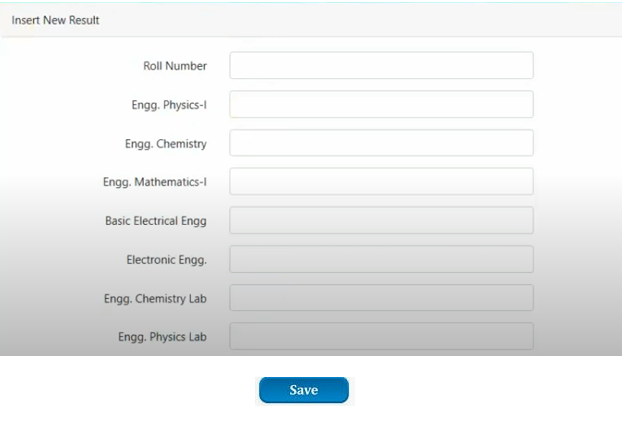 Insert New Result
Roll Number
Engg. Physics-I
Engg. Chemistry
Engg. Mathematics-I
Basic Electrical Engg
Electronic Engg.
Engg. Chemistry Lab
Engg. Physics Lab
Save